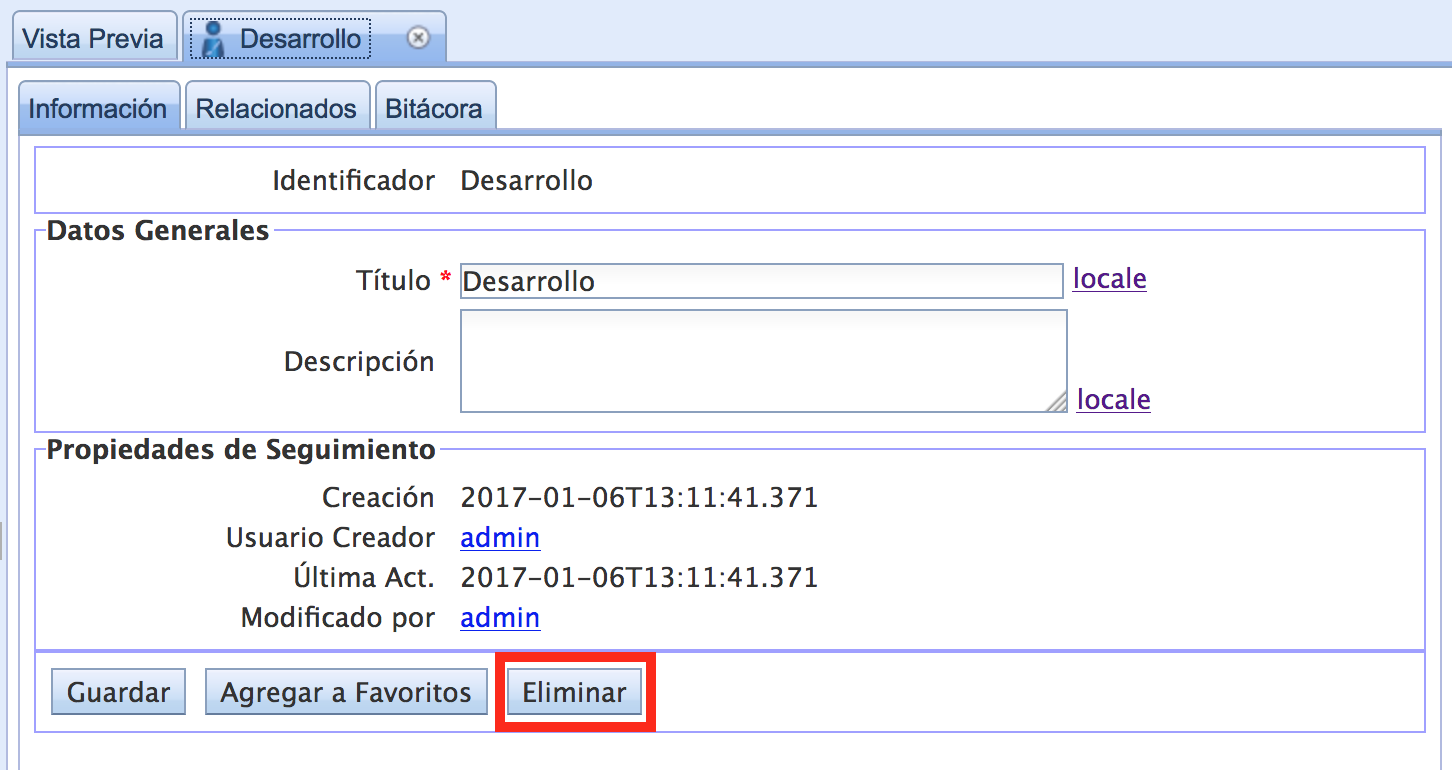 Vista Previa Desarrollo
Información Relacionados Bitácora
Identificador Desarrollo
Datos Generales
Título * Desarrollo locale
Descripción
locale
Propiedades de Seguimiento
Creación 2017-01-06T13:11:41.371
Usuario Creador admin
Última Act. 2017-01-06T13:11:41.371
Modificado por admin
Guardar Agregar a Favoritos Eliminar